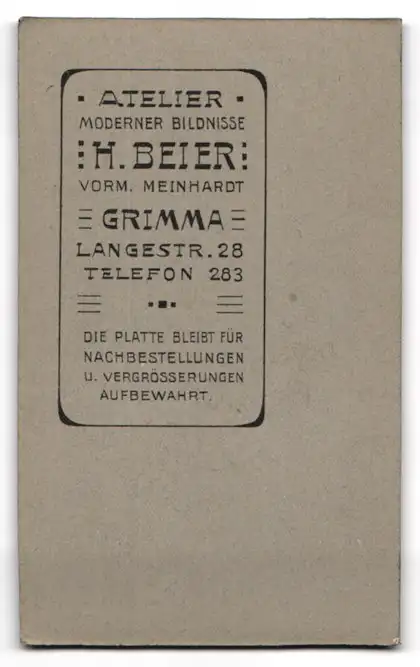 ATELIER
MODERNER BILDNISSE
H. BEIER
VORM. MEINHARDT
GRIMMA
LANGESTR. 28
TELEFON 283
DIE PLATTE BLEIBT FÜR
NACHBESTELLUNGEN
U. VERGRÖSSERUNGEN
AUFBEWAHRT.